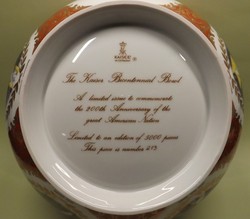 KAISER
The Kaiser Bicentennial Bowl
A limited issue to commemorate
the 200th Anniversary of the
great American Nation
Limited to an edition of 1000 pieces
This piece is number